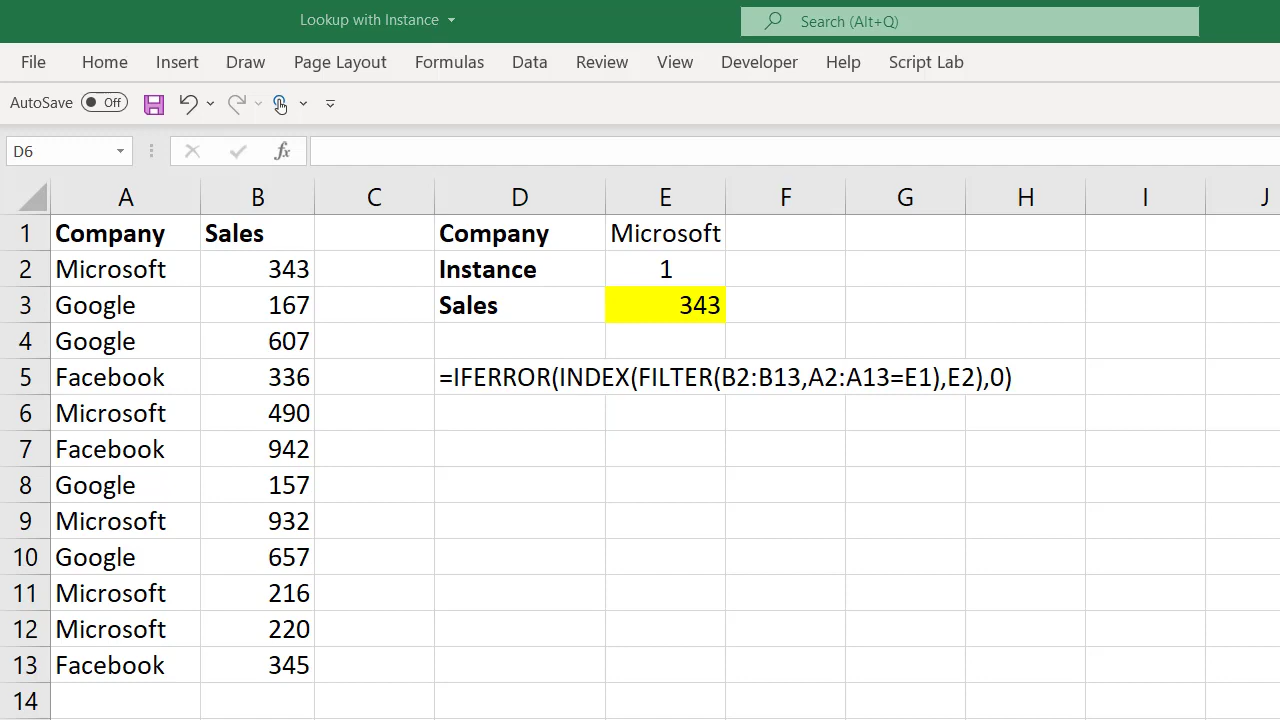 Lookup with Instance
Search (Alt+Q)
File Home Insert Draw Page Layout Formulas Data Review View Developer Help Script Lab
AutoSave Off
D6 fx
A B C D E F G H I J
1 Company Sales Company Microsoft
2 Microsoft 343 Instance 1
3 Google 167 Sales 343
4 Google 607
5 Facebook 336 =IFERROR(INDEX(FILTER(B2:B13,A2:A13=E1),E2),0)
6 Microsoft 490
7 Facebook 942
8 Google 157
9 Microsoft 932
10 Google 657
11 Microsoft 216
12 Microsoft 220
13 Facebook 345
14